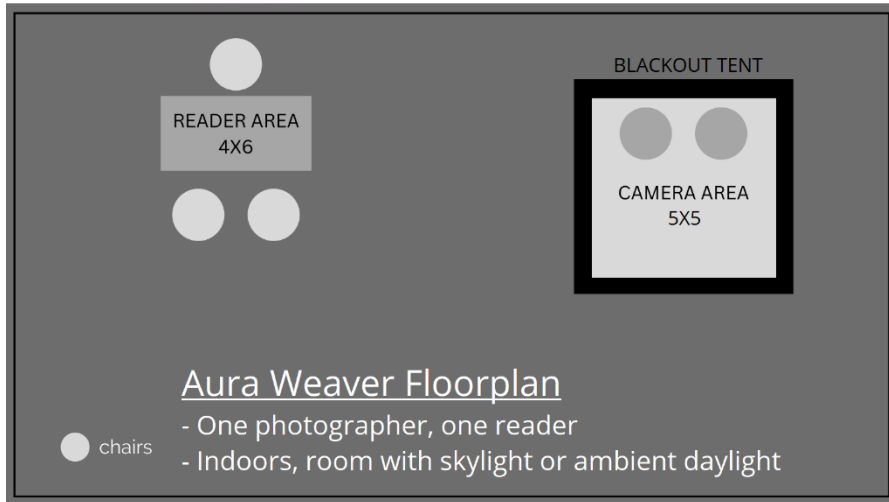 READER AREA
4X6
BLACKOUT TENT
CAMERA AREA
5X5
Aura Weaver Floorplan
- One photographer, one reader
- Indoors, room with skylight or ambient daylight
chairs